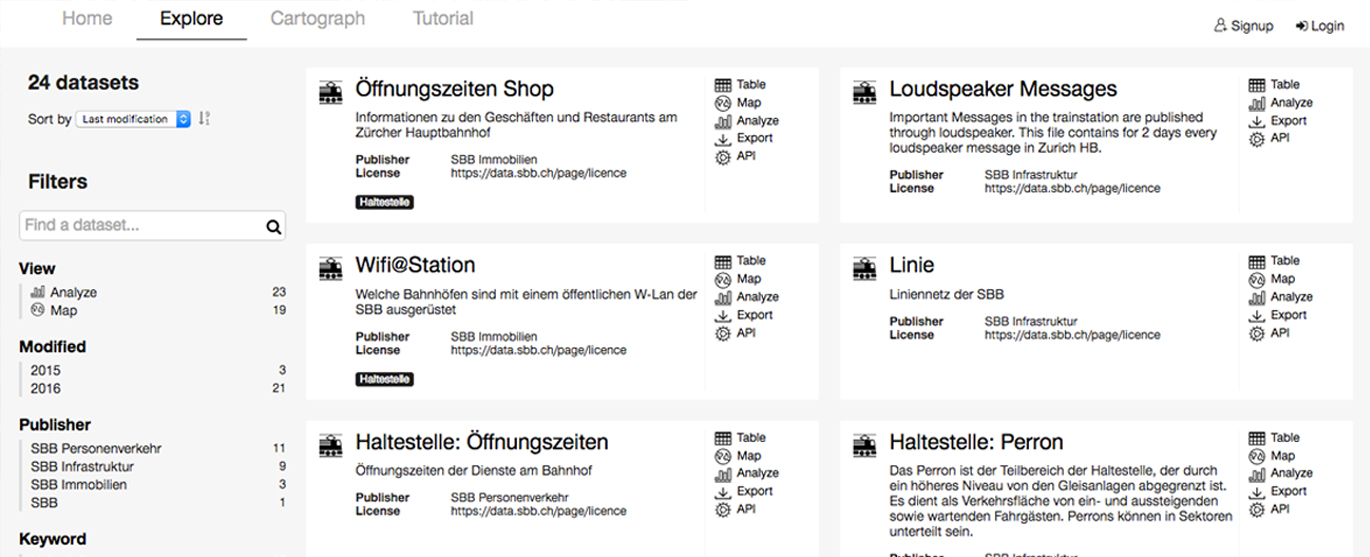 Home Explore Cartograph Tutorial
Signup Login
24 datasets
Sort by Last modification
Filters
Find a dataset...
View
Analyze 23
Map 19
Modified
2015 3
2016 21
Publisher
SBB Personenverkehr 11
SBB Infrastruktur 9
SBB Immobilien 3
SBB 1
Keyword
Öffnungszeiten Shop
Informationen zu den Geschäften und Restaurants am
Zürcher Hauptbahnhof
Publisher SBB Immobilien
License https://data.sbb.ch/page/licence
Haltestelle
Table
Map
Analyze
Export
API
Loudspeaker Messages
Important Messages in the trainstation are published
through loudspeaker. This file contains for 2 days every
loudspeaker message in Zurich HB.
Publisher SBB Infrastruktur
License https://data.sbb.ch/page/licence
Table
Analyze
Export
API
Wifi@Station
Welche Bahnhöfen sind mit einem öffentlichen W-Lan der
SBB ausgerüstet
Publisher SBB Immobilien
License https://data.sbb.ch/page/licence
Haltestelle
Table
Map
Analyze
Export
API
Linie
Liniennetz der SBB
Publisher SBB Infrastruktur
License https://data.sbb.ch/page/licence
Table
Map
Analyze
Export
API
Haltestelle: Öffnungszeiten
Öffnungszeiten der Dienste am Bahnhof
Publisher SBB Personenverkehr
License https://data.sbb.ch/page/licence
Table
Map
Analyze
Export
API
Haltestelle: Perron
Das Perron ist der Teilbereich der Haltestelle, der durch
ein höheres Niveau von den Gleisanlagen abgegrenzt ist.
Es dient als Verkehrsfläche von ein- und aussteigenden
sowie wartenden Fahrgästen. Perrons können in Sektoren
unterteilt sein.
Table
Map
Analyze
Export
API